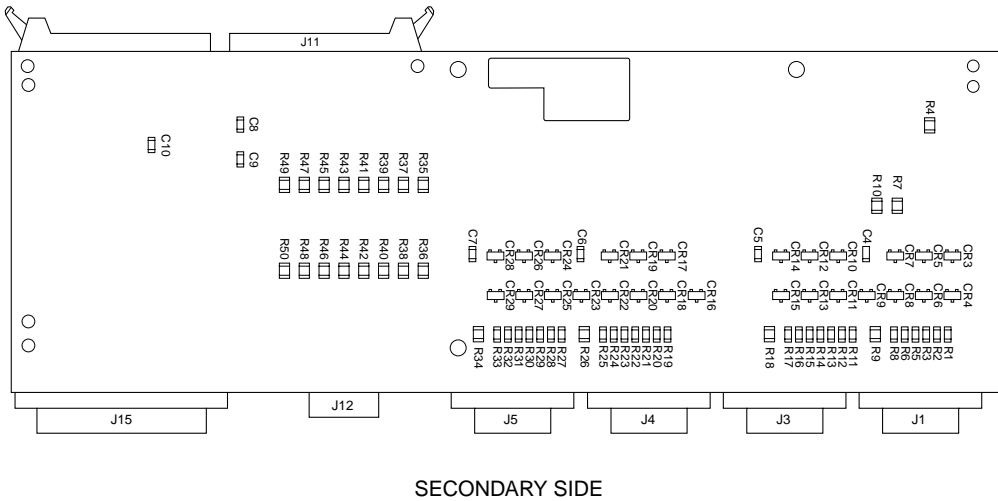 J11
R4
C8
C10
C9
R49
R47
R45
R43
R41
R39
R37
R35
R10
R7
C7
CR28
CR26
CR24
C6
CR21
CR19
CR17
C5
CR14
CR12
CR10
C4
CR7
CR5
CR3
R50
R48
R46
R44
R42
R40
R38
R36
CR29
CR27
CR25
CR23
CR22
CR20
CR18
CR16
CR15
CR13
CR11
CR9
CR8
CR6
CR4
R34
R33
R32
R31
R30
R29
R28
R27
R26
R25
R24
R23
R22
R21
R20
R19
R18
R17
R16
R15
R14
R13
R12
R11
R9
R8
R6
R5
R3
R2
R1
J15
J12
J5
J4
J3
J1
SECONDARY SIDE